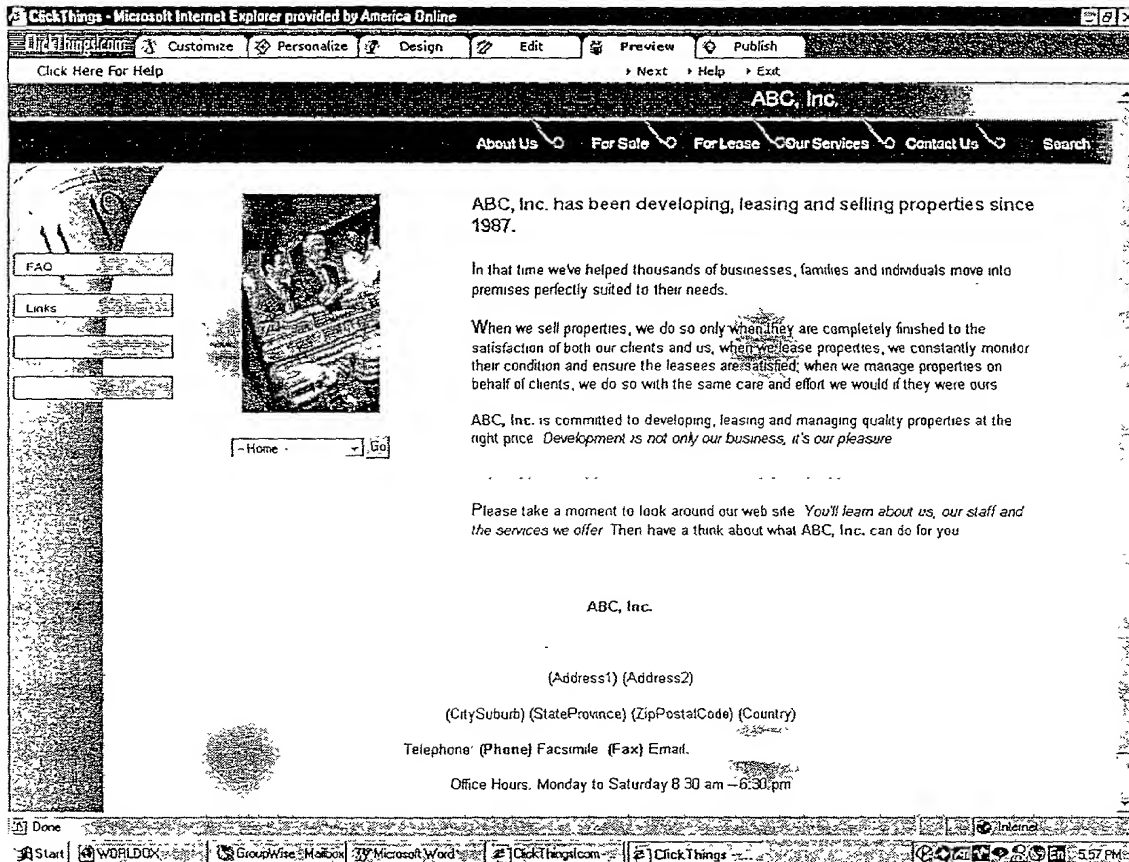 ClickThings - Microsoft Internet Explorer provided by America Online
ClickThings.com Customize Personalize Design Edit Preview Publish
Click Here For Help Next Help Exit
ABC, Inc.
About Us For Sale For Lease Our Services Contact Us Search
ABC, Inc. has been developing, leasing and selling properties since
1987.
FAQ
Links
In that time we've helped thousands of businesses, families and individuals move into
premises perfectly suited to their needs.
When we sell properties, we do so only when they are completely finished to the
satisfaction of both our clients and us, when we lease properties, we constantly monitor
their condition and ensure the leasees are satisfied; when we manage properties on
behalf of clients, we do so with the same care and effort we would if they were ours
ABC, Inc. is committed to developing, leasing and managing quality properties at the
right price Development is not only our business, it's our pleasure
- Home - Go
Please take a moment to look around our web site You'll learn about us, our staff and
the services we offer Then have a think about what ABC, Inc. can do for you
ABC, Inc.
(Address1) (Address2)
(CitySuburb) (StateProvince) (ZipPostalCode) (Country)
Telephone: (Phone) Facsimile (Fax) Email.
Office Hours. Monday to Saturday 8 30 am – 6:30 pm
Done Internet
Start WORLDOX GroupWise - Mailbox Microsoft Word ClickThings|com - ClickThings - ... En 5:57 PM